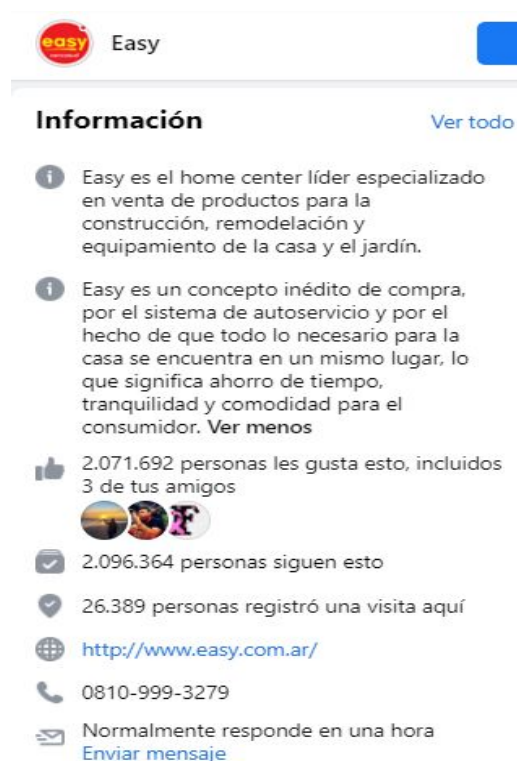 easy
Easy
Información
Ver todo
Easy es el home center líder especializado
en venta de productos para la
construcción, remodelación y
equipamiento de la casa y el jardín.
Easy es un concepto inédito de compra,
por el sistema de autoservicio y por el
hecho de que todo lo necesario para la
casa se encuentra en un mismo lugar, lo
que significa ahorro de tiempo,
tranquilidad y comodidad para el
consumidor. Ver menos
2.071.692 personas les gusta esto, incluidos
3 de tus amigos
F
2.096.364 personas siguen esto
26.389 personas registró una visita aquí
http://www.easy.com.ar/
0810-999-3279
Normalmente responde en una hora
Enviar mensaje